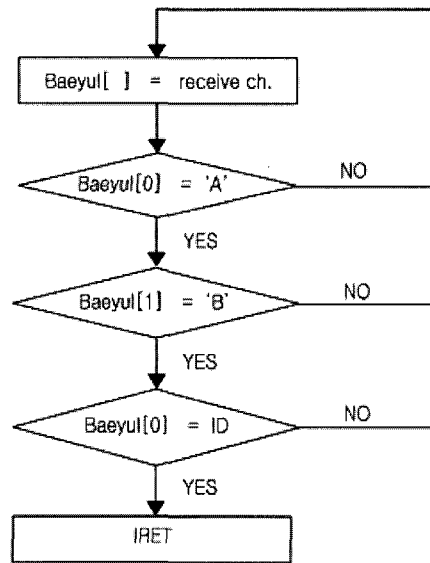 Baeyul[ ] = receive ch.
Baeyul[0] = 'A'
NO
YES
Baeyul[1] = 'B'
NO
YES
Baeyul[0] = ID
NO
YES
IRET